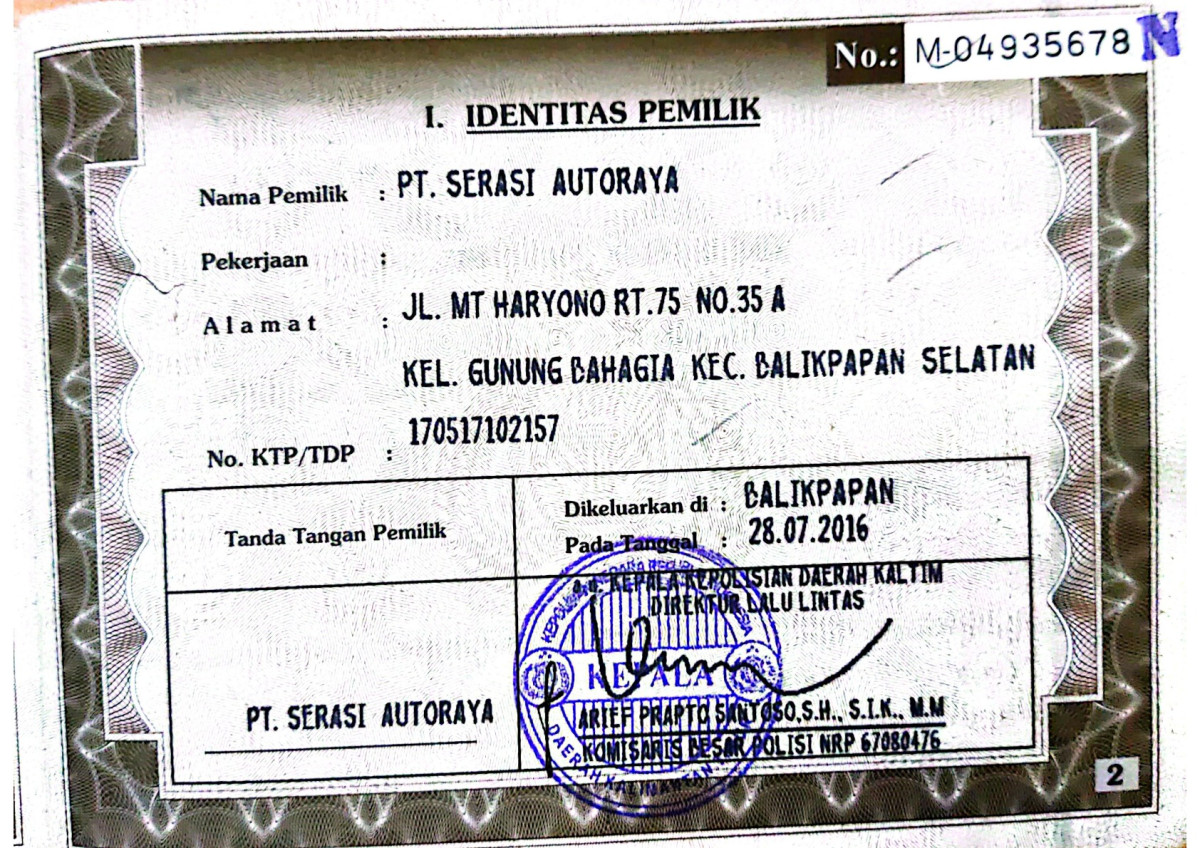 No.: M-04935678 N
I. IDENTITAS PEMILIK
Nama Pemilik : PT. SERASI AUTORAYA
Pekerjaan :
Alamat : JL. MT HARYONO RT.75 NO.35 A
KEL. GUNUNG BAHAGIA KEC. BALIKPAPAN SELATAN
No. KTP/TDP : 170517102157
Tanda Tangan Pemilik
Dikeluarkan di : BALIKPAPAN
Pada Tanggal : 28.07.2016
a.n. KEPALA KEPOLISIAN DAERAH KALTIM
DIREKTUR LALU LINTAS
KEPALA
DAERAH KALIMANTAN
PT. SERASI AUTORAYA
ARIEF PRAPTO SANTOSO,S.H., S.I.K., M.M
KOMISARIS BESAR POLISI NRP 67080476
2